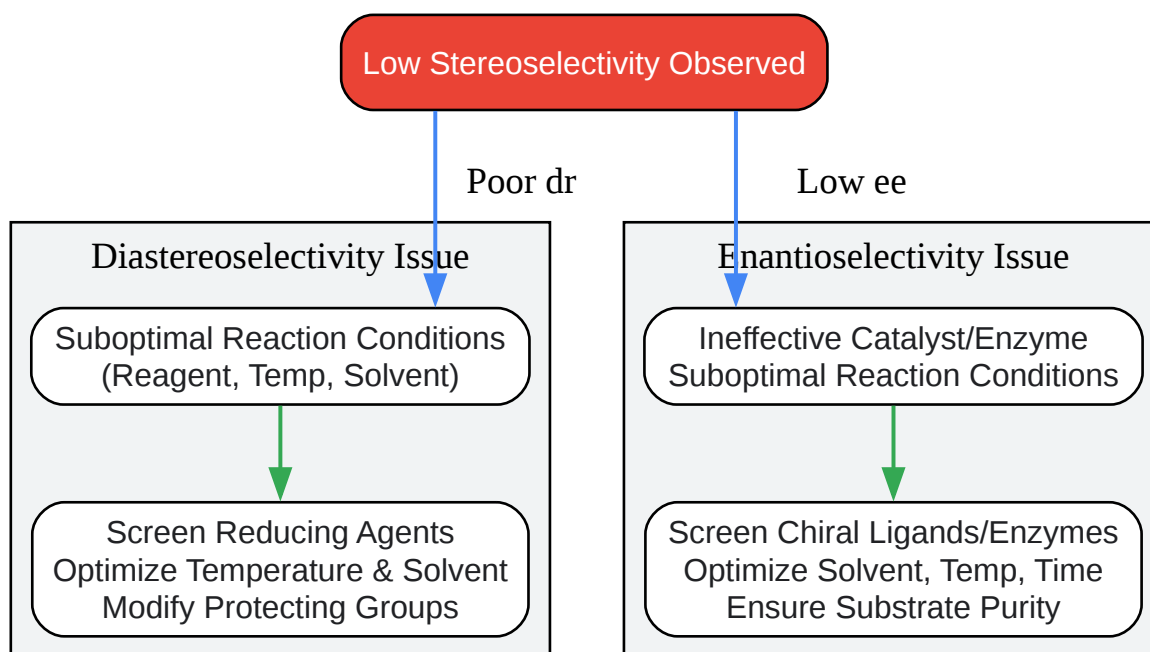 Low Stereoselectivity Observed
Poor dr
Low ee
Diastereoselectivity Issue
Suboptimal Reaction Conditions
(Reagent, Temp, Solvent)
Screen Reducing Agents
Optimize Temperature & Solvent
Modify Protecting Groups
Enantioselectivity Issue
Ineffective Catalyst/Enzyme
Suboptimal Reaction Conditions
Screen Chiral Ligands/Enzymes
Optimize Solvent, Temp, Time
Ensure Substrate Purity